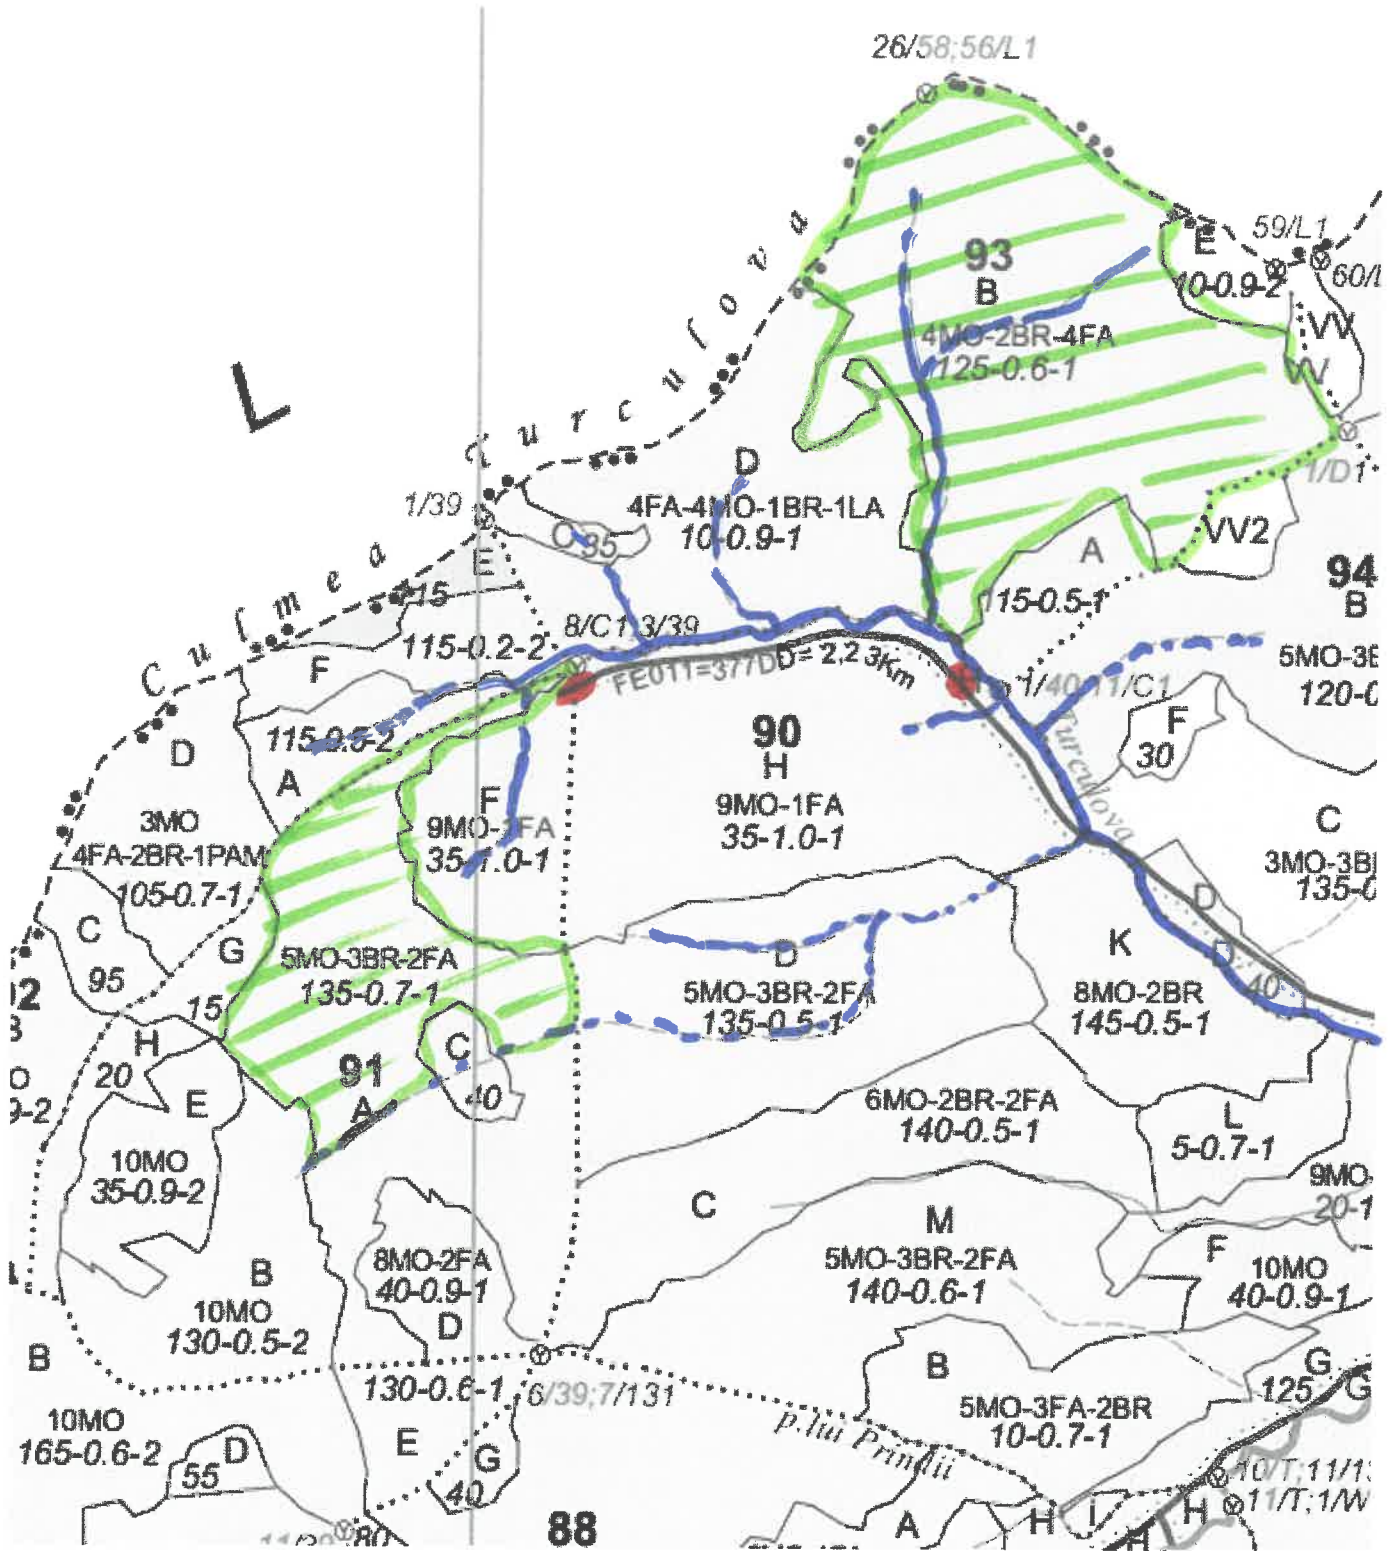 26/58;56/L1
59/L1
E
10-0.9-2
60/
VV
VV
93
B
4MO-2BR-4FA
125-0.6-1
L
Culmea Turculova
1/D1
D
4FA-4MO-1BR-1LA
10-0.9-1
1/39
C 35
E
15
VV2
A
115-0.5-1
94
B
5MO-3B
120-0
8/C1;3/39
115-0.2-2
F
FE011=377D
D= 2,2 3Km
1/40;11/C1
Turculova
F
30
D
115-0.5-2
A
90
H
9MO-1FA
35-1.0-1
F
9MO-1FA
35-1.0-1
3MO
4FA-2BR-1PAM
105-0.7-1
C
3MO-3B
135-0
C
95
G
15
5MO-3BR-2FA
135-0.7-1
D
5MO-3BR-2FA
135-0.5-1
K
8MO-2BR
145-0.5-1
D
D
40
H
20
91
A
C
40
E
10MO
35-0.9-2
6MO-2BR-2FA
140-0.5-1
L
5-0.7-1
9MO-
20-1
C
M
5MO-3BR-2FA
140-0.6-1
F
10MO
40-0.9-1
B
10MO
130-0.5-2
8MO-2FA
40-0.9-1
D
B
130-0.6-1
6/39;7/131
B
5MO-3FA-2BR
10-0.7-1
G
125
G
10MO
165-0.6-2
D
55
E
G
40
p.lui Prindii
10/T;11/13
11/T;1/W
80
88
A
H
I
H
H